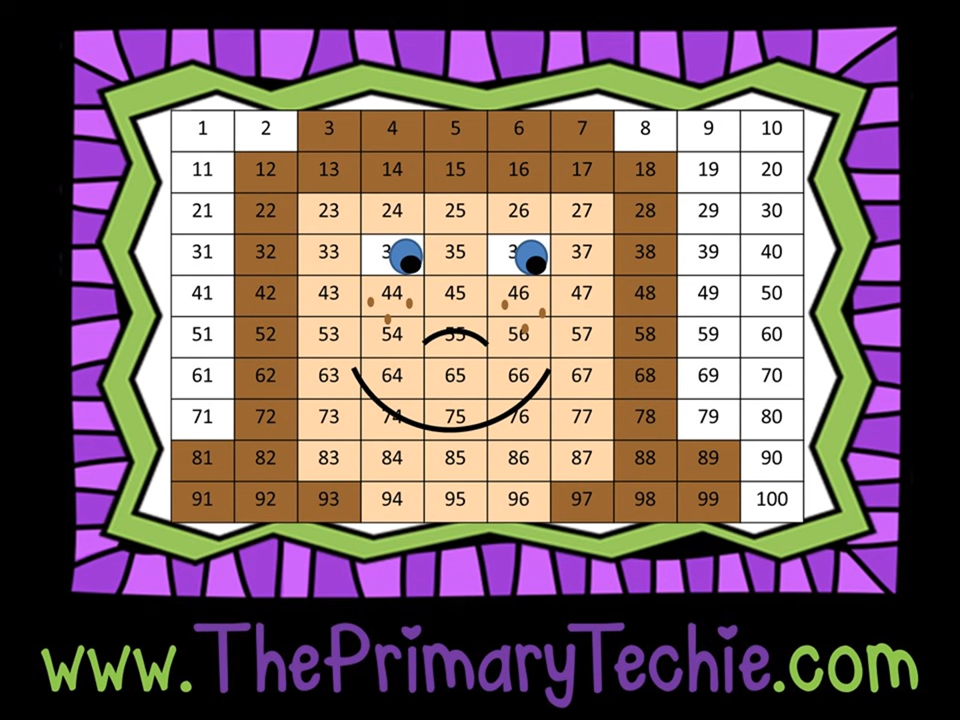 1 2 3 4 5 6 7 8 9 10
11 12 13 14 15 16 17 18 19 20
21 22 23 24 25 26 27 28 29 30
31 32 33 3 35 3 37 38 39 40
41 42 43 44 45 46 47 48 49 50
51 52 53 54 55 56 57 58 59 60
61 62 63 64 65 66 67 68 69 70
71 72 73 74 75 76 77 78 79 80
81 82 83 84 85 86 87 88 89 90
91 92 93 94 95 96 97 98 99 100
www.ThePrimaryTechie.com